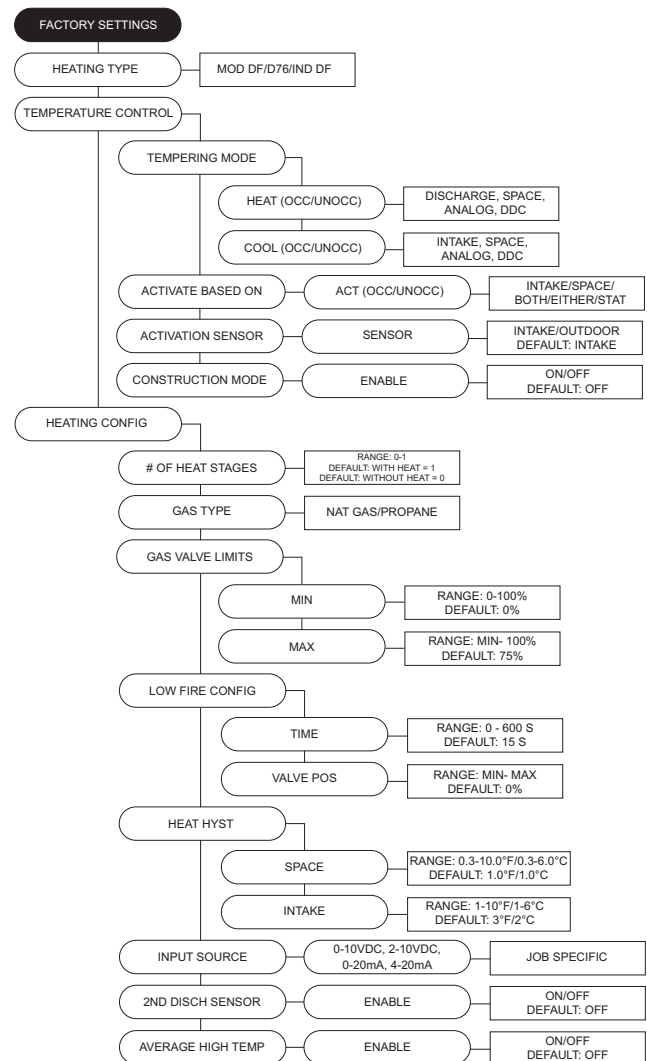 FACTORY SETTINGS
HEATING TYPE
MOD DF/D76/IND DF
TEMPERATURE CONTROL
TEMPERING MODE
HEAT (OCC/UNOCC)
DISCHARGE, SPACE,
ANALOG, DDC
COOL (OCC/UNOCC)
INTAKE, SPACE,
ANALOG, DDC
ACTIVATE BASED ON
ACT (OCC/UNOCC)
INTAKE/SPACE/
BOTH/EITHER/STAT
ACTIVATION SENSOR
SENSOR
INTAKE/OUTDOOR
DEFAULT: INTAKE
CONSTRUCTION MODE
ENABLE
ON/OFF
DEFAULT: OFF
HEATING CONFIG
# OF HEAT STAGES
RANGE: 0-1
DEFAULT: WITH HEAT = 1
DEFAULT: WITHOUT HEAT = 0
GAS TYPE
NAT GAS/PROPANE
GAS VALVE LIMITS
MIN
RANGE: 0-100%
DEFAULT: 0%
MAX
RANGE: MIN- 100%
DEFAULT: 75%
LOW FIRE CONFIG
TIME
RANGE: 0 - 600 S
DEFAULT: 15 S
VALVE POS
RANGE: MIN- MAX
DEFAULT: 0%
HEAT HYST
SPACE
RANGE: 0.3-10.0°F/0.3-6.0°C
DEFAULT: 1.0°F/1.0°C
INTAKE
RANGE: 1-10°F/1-6°C
DEFAULT: 3°F/2°C
INPUT SOURCE
0-10VDC, 2-10VDC,
0-20mA, 4-20mA
JOB SPECIFIC
2ND DISCH SENSOR
ENABLE
ON/OFF
DEFAULT: OFF
AVERAGE HIGH TEMP
ENABLE
ON/OFF
DEFAULT: OFF